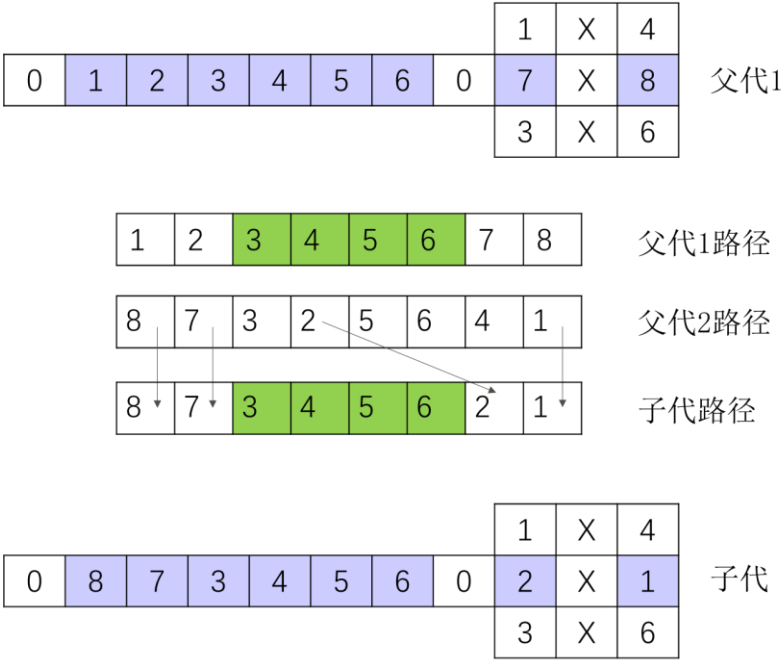 1 X 4
0 1 2 3 4 5 6 0 7 X 8 父代1
3 X 6
1 2 3 4 5 6 7 8 父代1路径
8 7 3 2 5 6 4 1 父代2路径
8 7 3 4 5 6 2 1 子代路径
1 X 4
0 8 7 3 4 5 6 0 2 X 1 子代
3 X 6